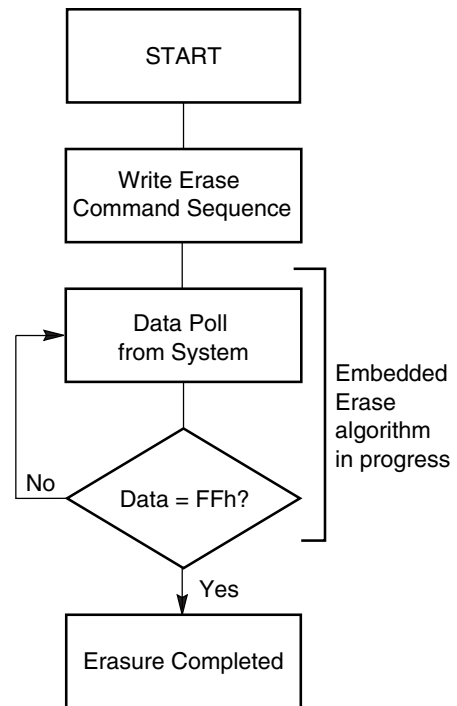 START
Write Erase
Command Sequence
Data Poll
from System
Embedded
Erase
algorithm
in progress
No
Data = FFh?
Yes
Erasure Completed